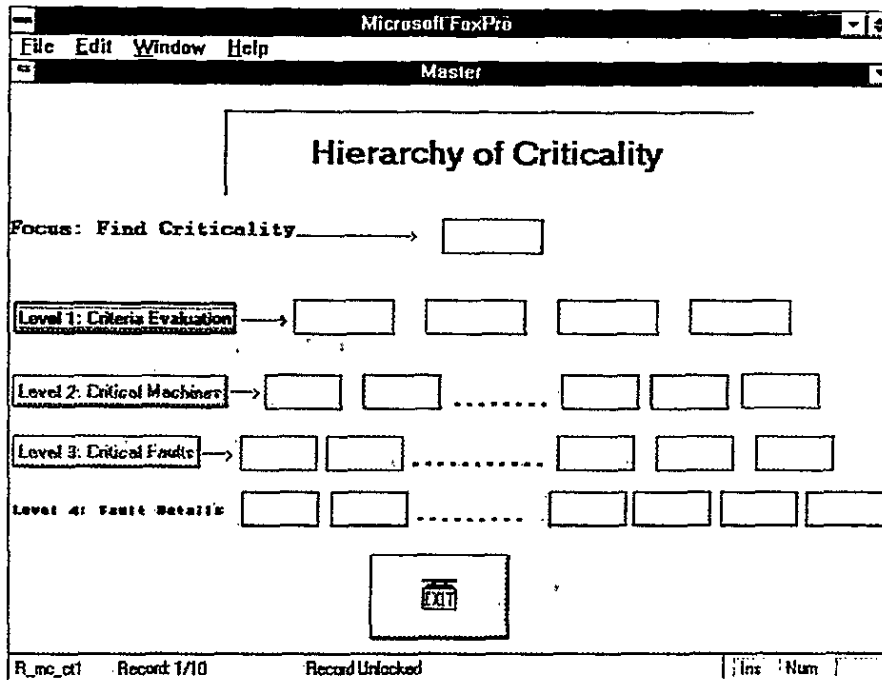 Microsoft FoxPro
File Edit Window Help
Master
Hierarchy of Criticality
Focus: Find Criticality
Level 1: Criteria Evaluation
Level 2: Critical Machines
Level 3: Critical Faults
Level 4: Fault Details
EXIT
R_mc_ct1 Record: 1/10 Record Unlocked Ins Num